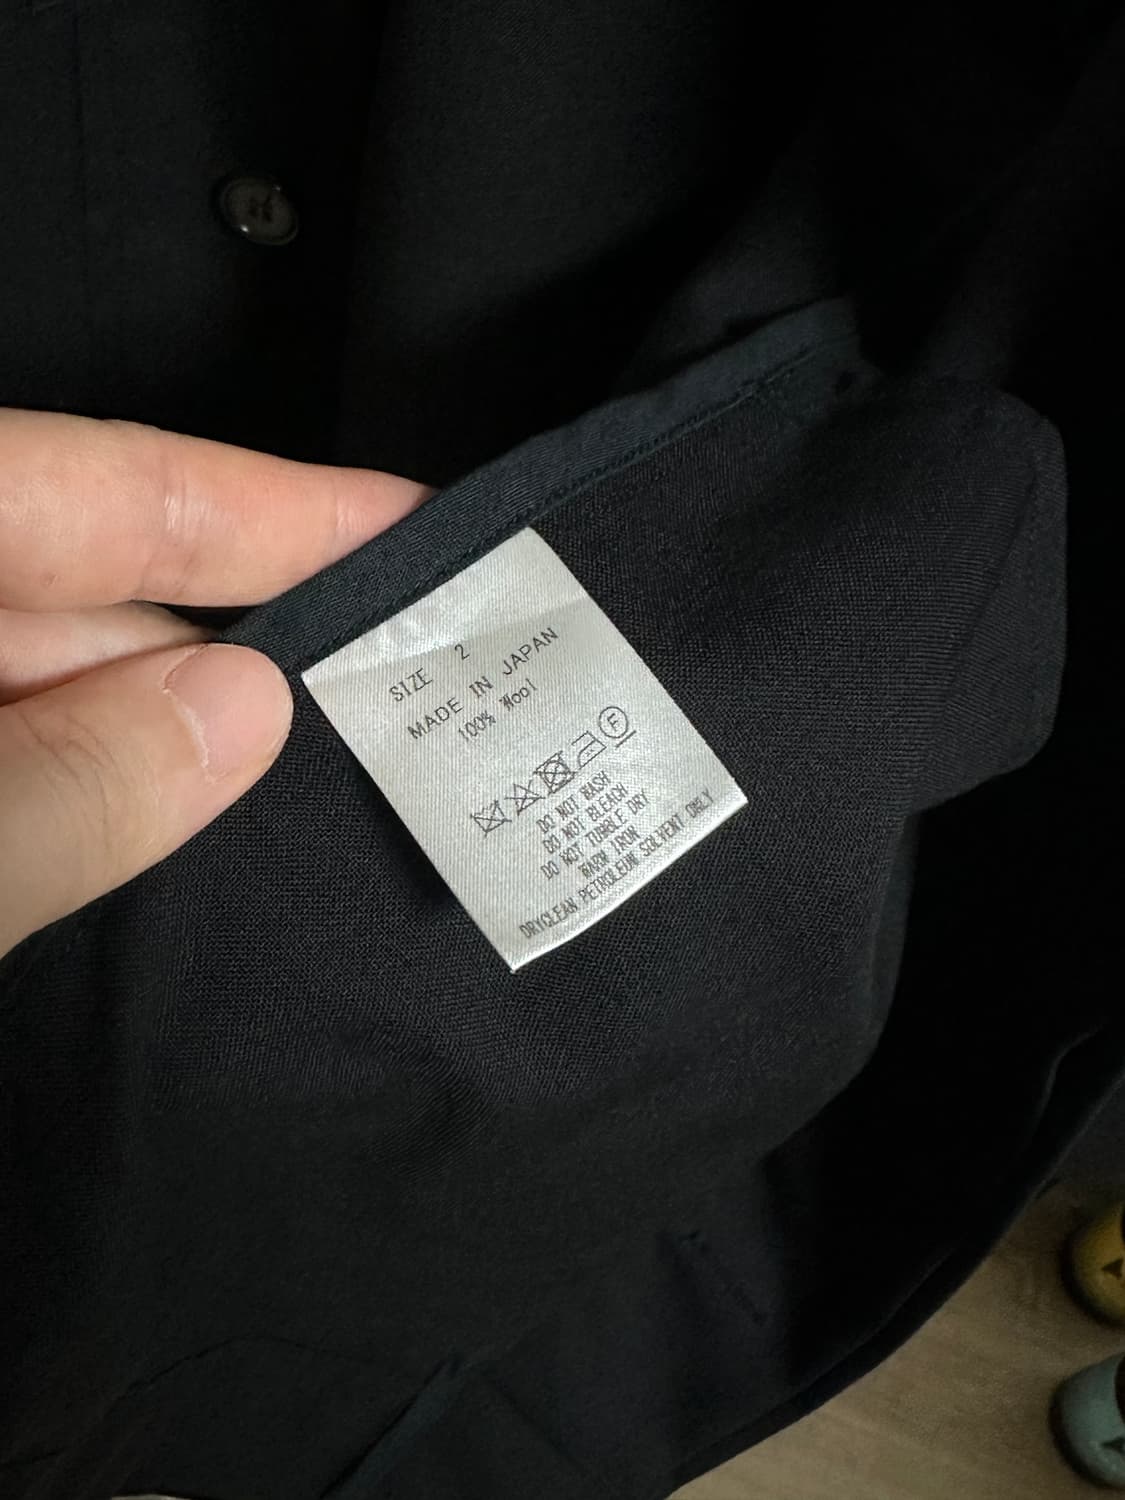 SIZE 2
MADE IN JAPAN
100% Wool
F
DO NOT WASH
DO NOT BLEACH
DO NOT TUMBLE DRY
WARM IRON
DRYCLEAN PETROLEUM SOLVENT ONLY